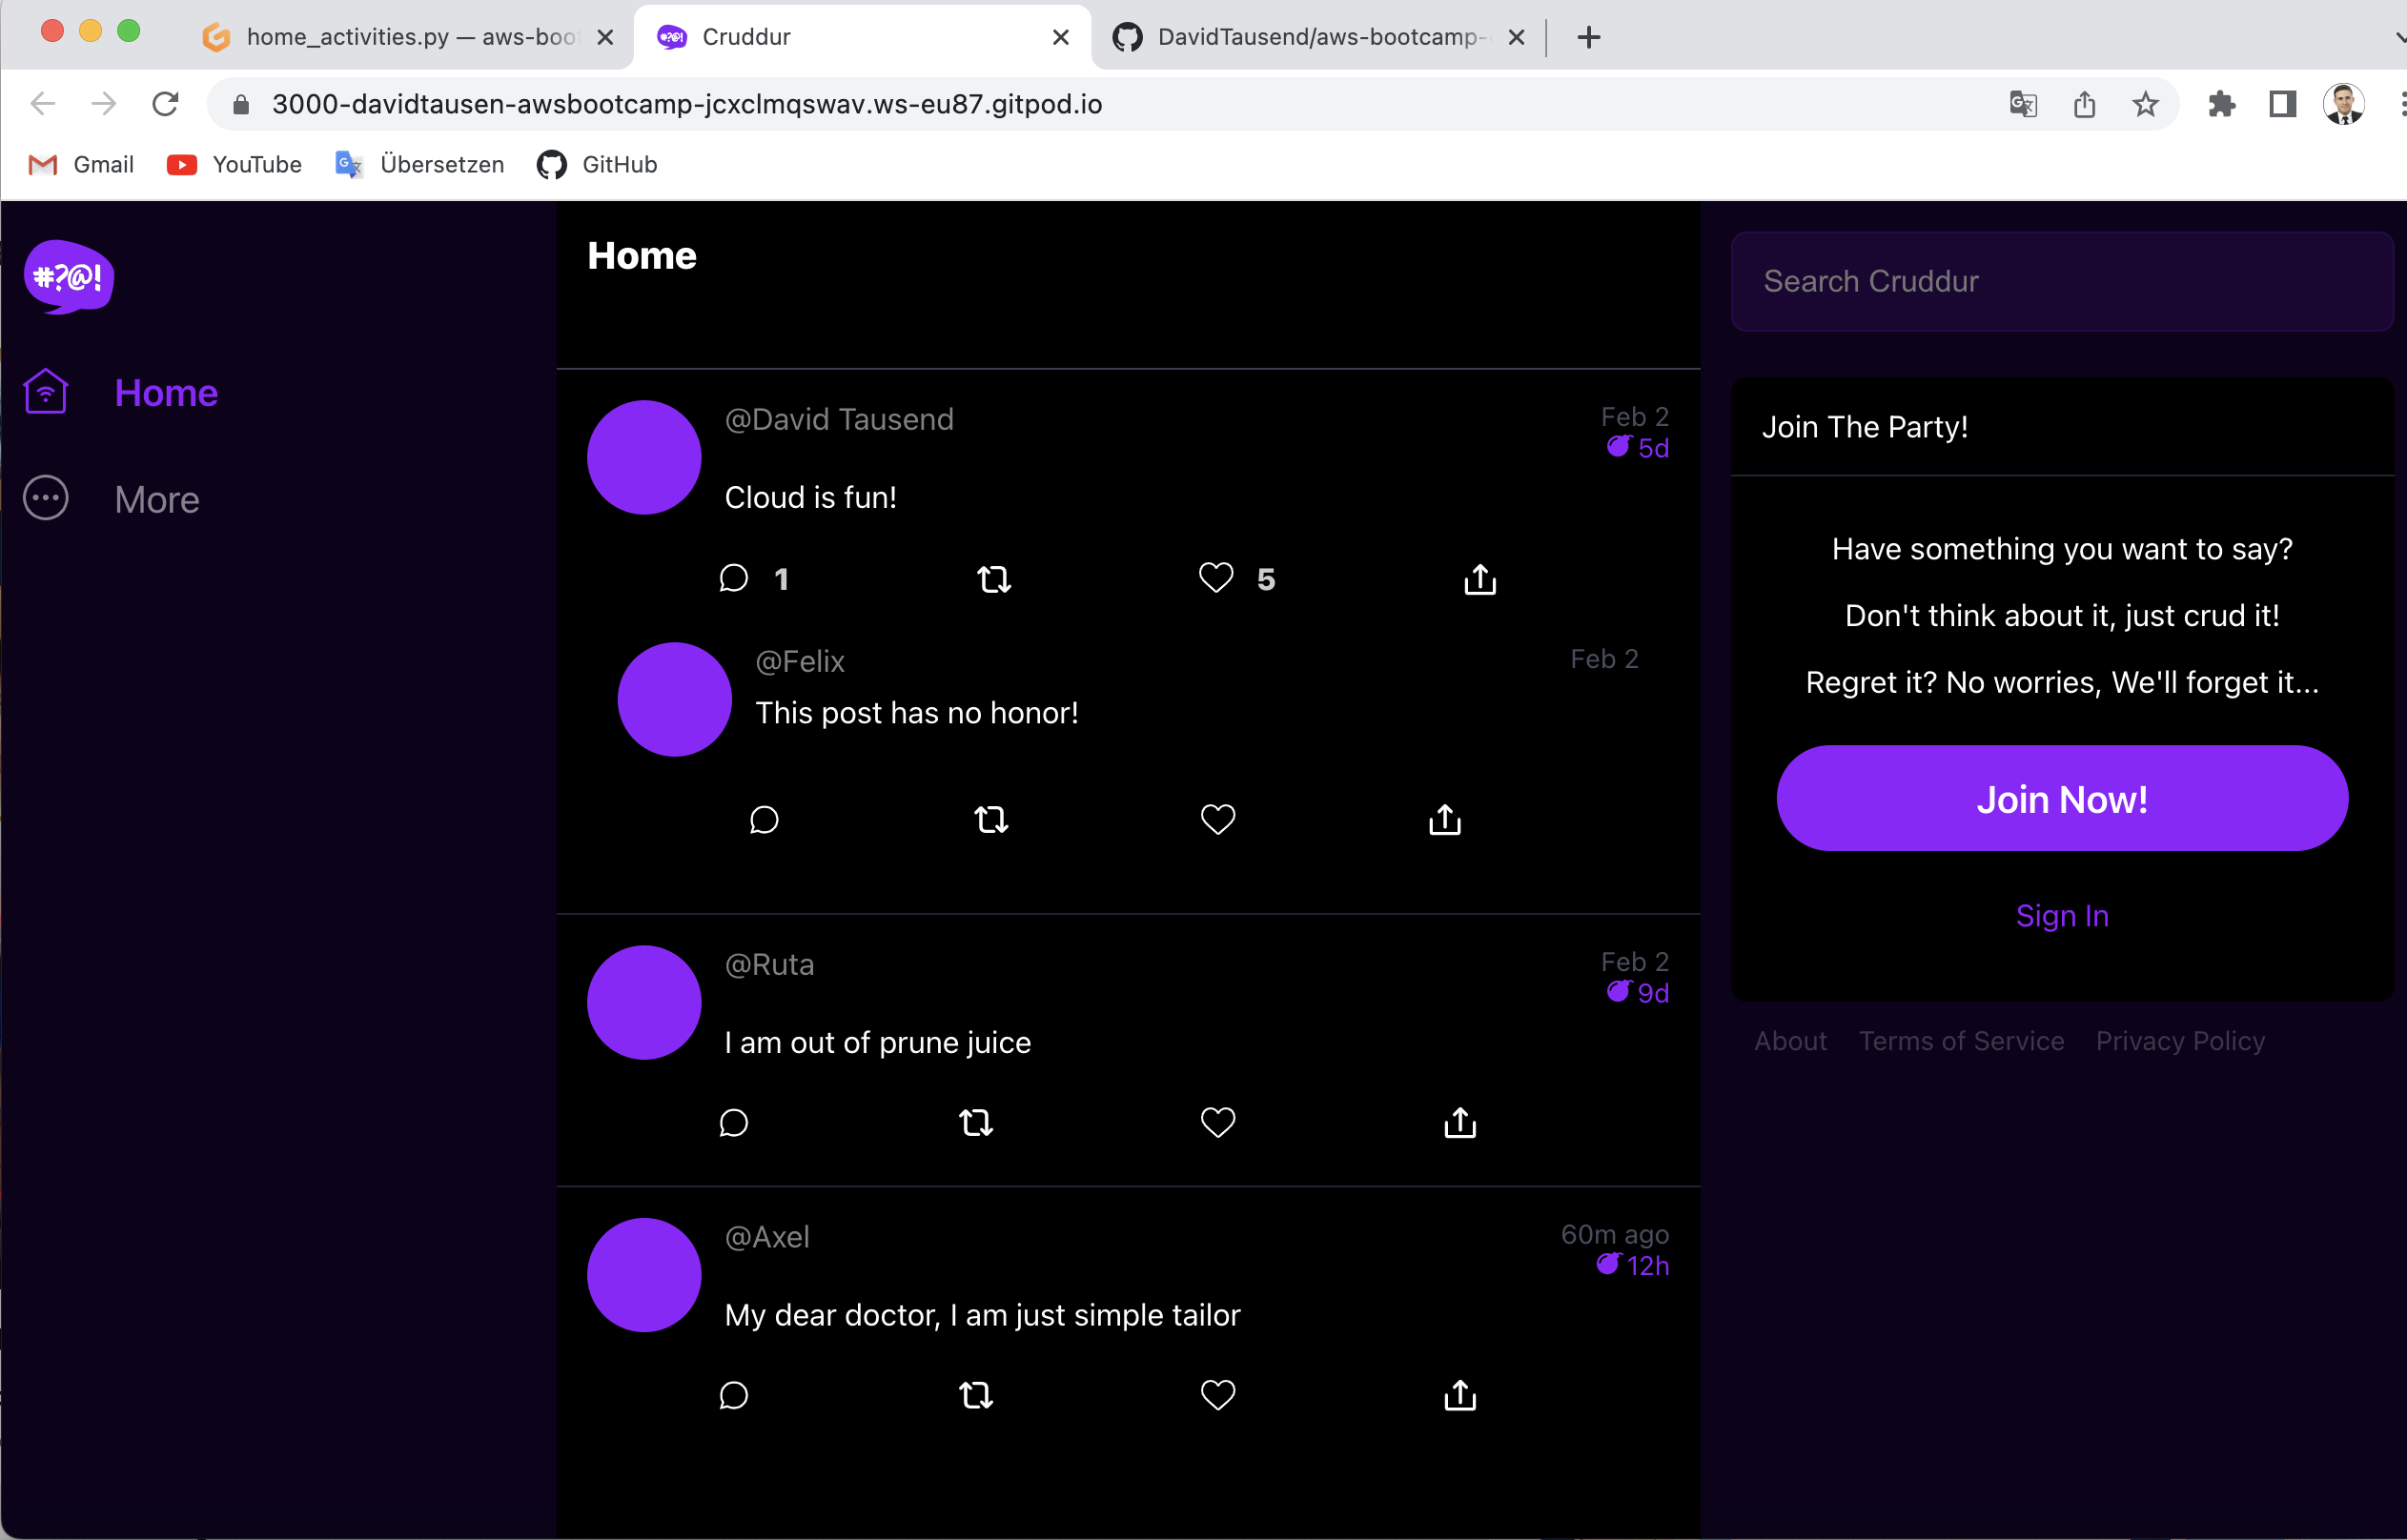 home_activities.py — aws-boot
Cruddur
DavidTausend/aws-bootcamp-
3000-davidtausen-awsbootcamp-jcxclmqswav.ws-eu87.gitpod.io
Gmail
YouTube
Übersetzen
GitHub
#?@!
Home
More
Home
@David Tausend
Feb 2
5d
Cloud is fun!
1
5
@Felix
Feb 2
This post has no honor!
@Ruta
Feb 2
9d
I am out of prune juice
@Axel
60m ago
12h
My dear doctor, I am just simple tailor
Search Cruddur
Join The Party!
Have something you want to say?
Don't think about it, just crud it!
Regret it? No worries, We'll forget it...
Join Now!
Sign In
About Terms of Service Privacy Policy